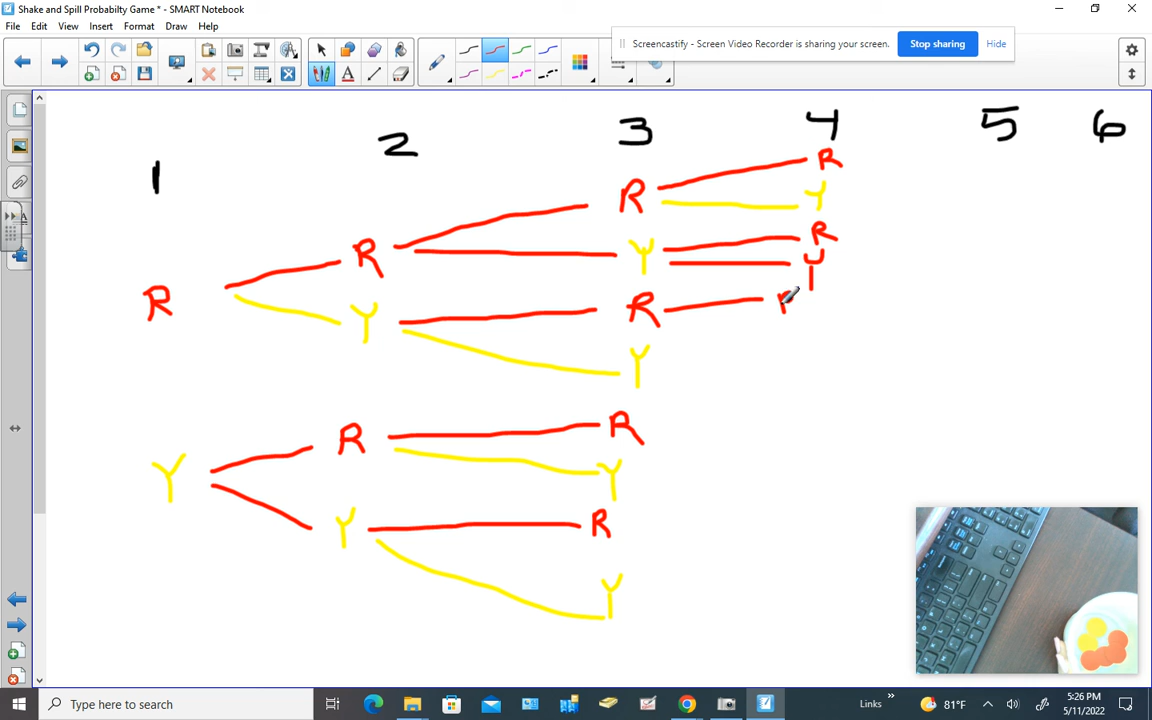 Shake and Spill Probabilty Game * - SMART Notebook
File Edit View Insert Format Draw Help
Screencastify - Screen Video Recorder is sharing your screen. Stop sharing Hide
1 2 3 4 5 6
R
R
Y
R
Y
R
Y
R
R
Y
R
Y
R
R
Y
Y
R
Y
Y
R
Y
Type here to search
Links
81°F
5:26 PM
5/11/2022